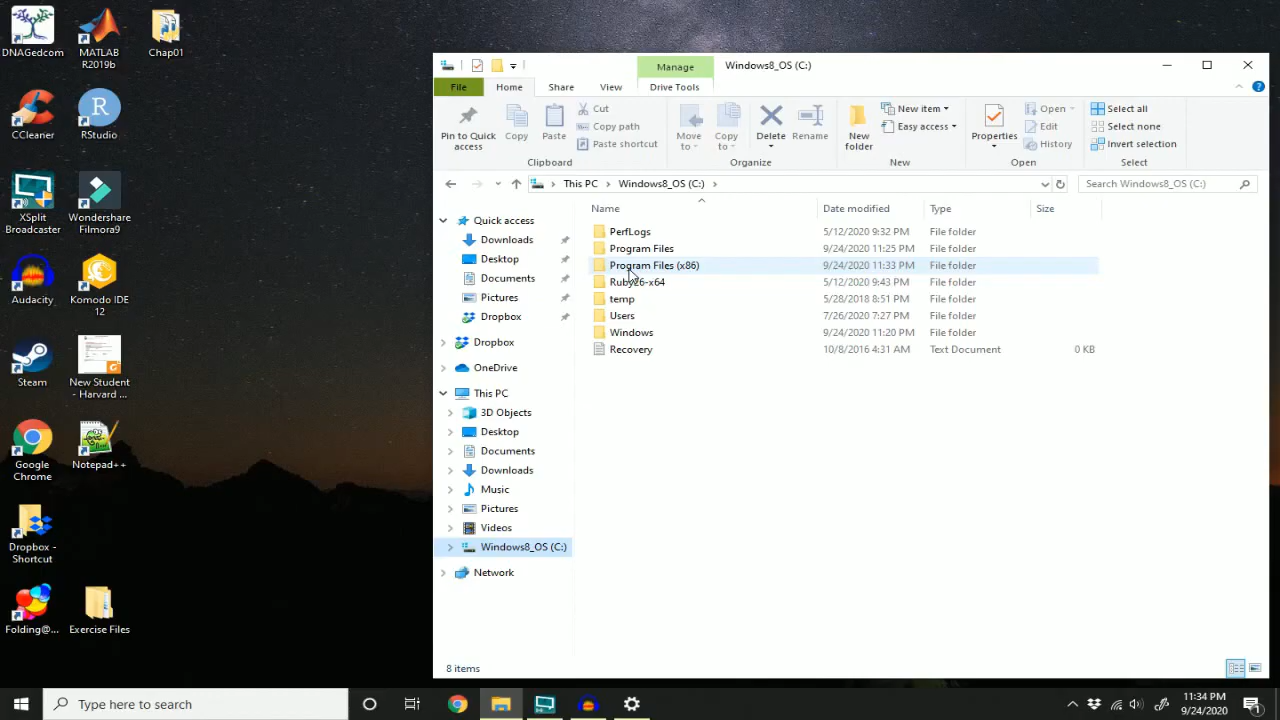 DNAGedcom
MATLAB
R2019b
Chap01
CCleaner
RStudio
XSplit
Broadcaster
Wondershare
Filmora9
Audacity
Komodo IDE
12
Steam
New Student
- Harvard ...
Google
Chrome
Notepad++
Dropbox -
Shortcut
Folding@...
Exercise Files
Manage
Windows8_OS (C:)
File
Home
Share
View
Drive Tools
Pin to Quick
access
Copy
Paste
Cut
Copy path
Paste shortcut
Clipboard
Move
to
Copy
to
Delete
Rename
Organize
New
folder
New item
Easy access
New
Properties
Open
Edit
History
Open
Select all
Select none
Invert selection
Select
This PC > Windows8_OS (C:) >
Search Windows8_OS (C:)
Quick access
Downloads
Desktop
Documents
Pictures
Dropbox
Dropbox
OneDrive
This PC
3D Objects
Desktop
Documents
Downloads
Music
Pictures
Videos
Windows8_OS (C:)
Network
Name Date modified Type Size
PerfLogs 5/12/2020 9:32 PM File folder
Program Files 9/24/2020 11:25 PM File folder
Program Files (x86) 9/24/2020 11:33 PM File folder
Ruby26-x64 5/12/2020 9:43 PM File folder
temp 5/28/2018 8:51 PM File folder
Users 7/26/2020 7:27 PM File folder
Windows 9/24/2020 11:20 PM File folder
Recovery 10/8/2016 4:31 AM Text Document 0 KB
8 items
Type here to search
11:34 PM
9/24/2020
1